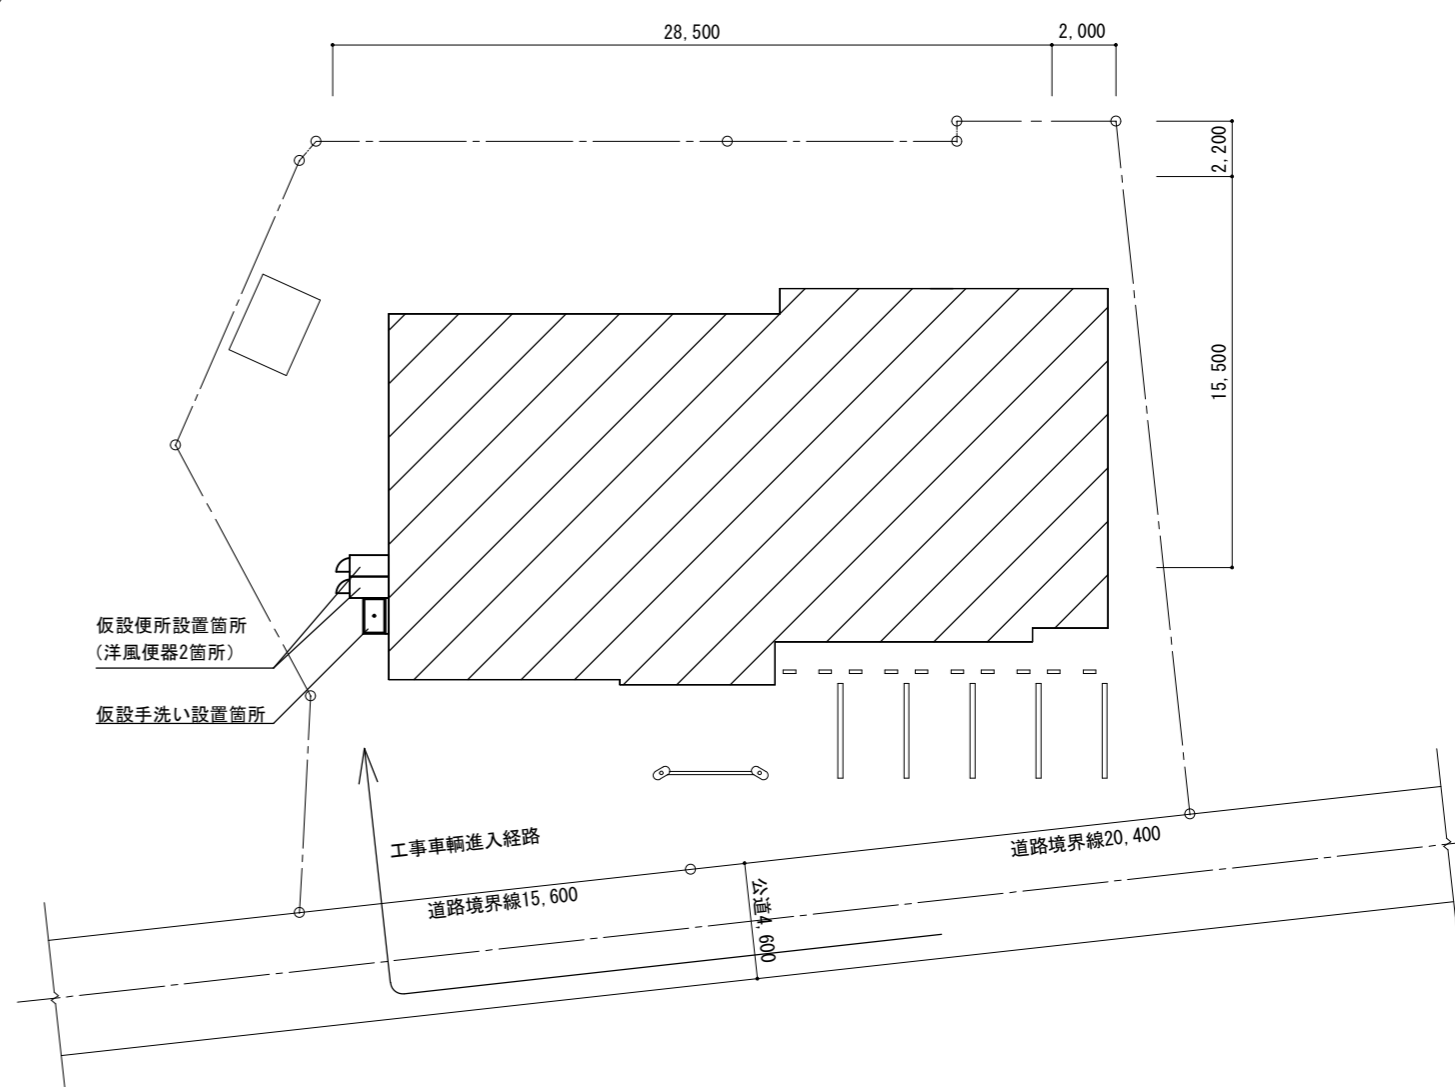 28,500
2,000
2,200
15,500
仮設便所設置箇所
(洋風便器2箇所)
仮設手洗い設置箇所
工事車輌進入経路
道路境界線15,600
公道4,600
道路境界線20,400